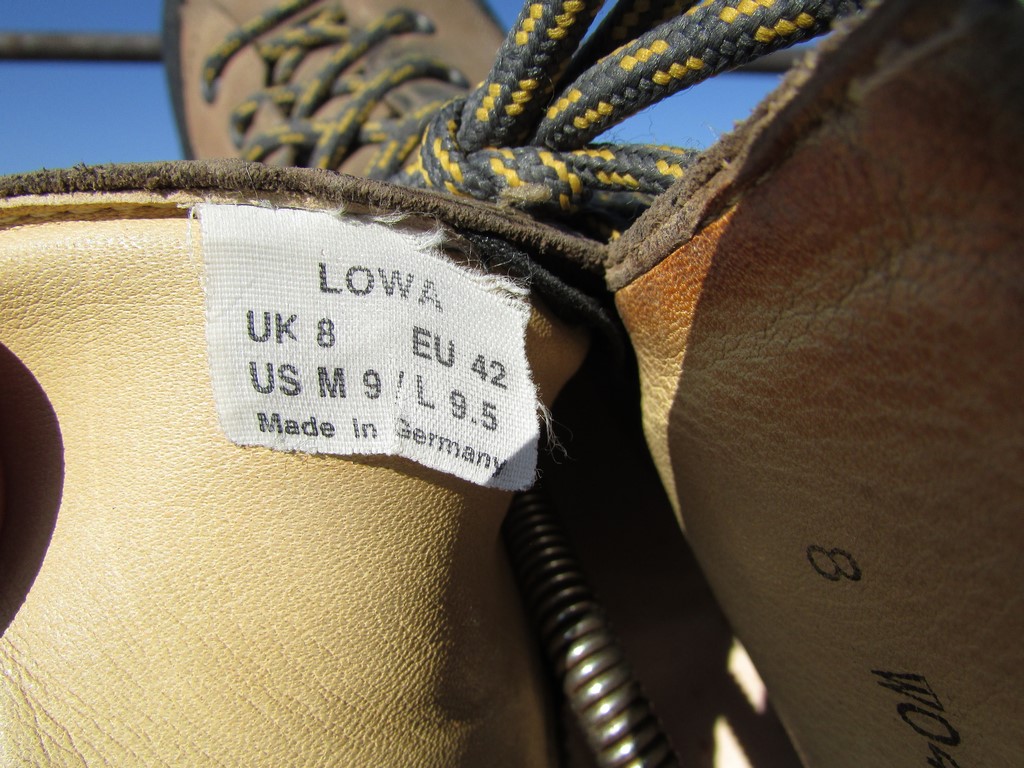 LOWA
UK 8 EU 42
US M 9 / L 9.5
Made in Germany
8